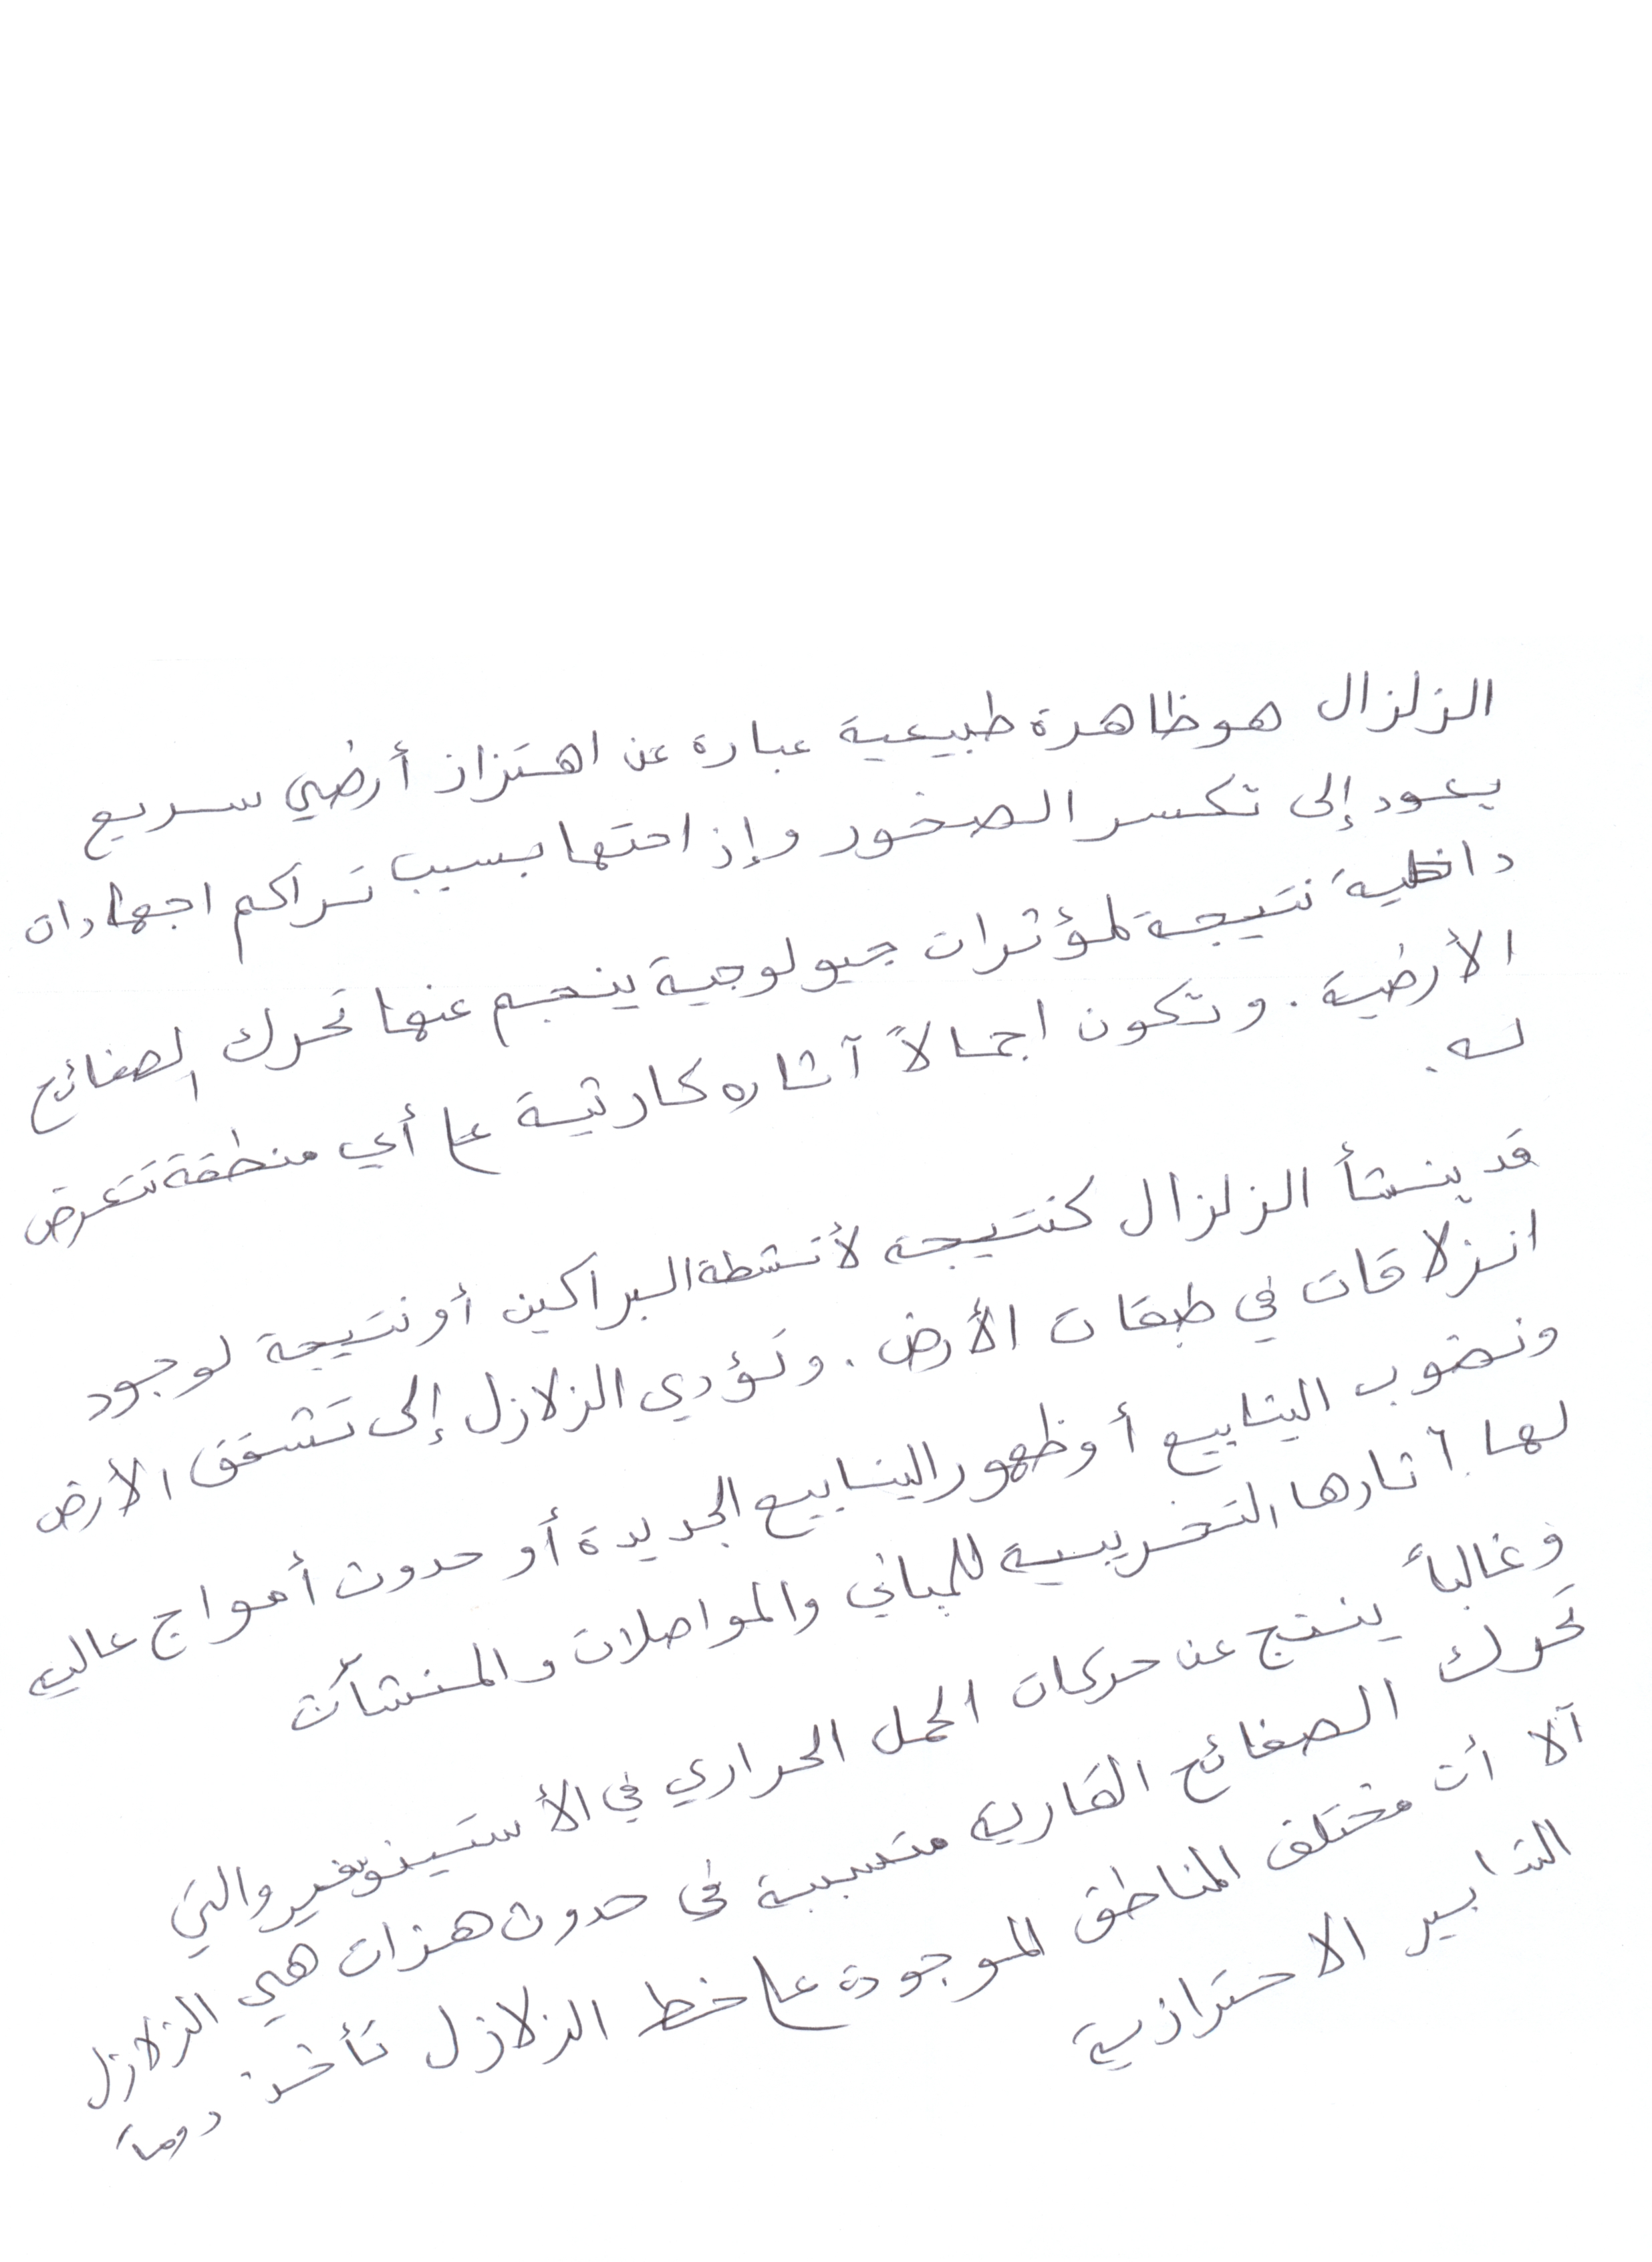 الزلزال هو ظاهرة طبيعية عبارة عن اهتزاز أرضي سريع
يعود إلى تكسر الصخور وإزاحتها بسبب تراكم اجهادات
داخلية نتيجة لمؤثرات جيولوجية ينجم عنها تحرك الصفائح
الأرضية. وتكون اجمالاً آثاره كارثية على أي منطقة تتعرض
له.
قد ينشأ الزلزال كنتيجة لأنشطة البراكين أو نتيجة لوجود
انزلاقات في طبقات الأرض. وتؤدي الزلازل إلى تشقق الأرض
ونضوب الينابيع أو ظهور الينابيع الجديدة أو حدوث أمواج عالية
لها آثارها التخريبية للمباني والمواصلات والمنشآت
وغالباً ينتج عن حركات الحمل الحراري في الأستينوسفير والتي
تحرك الصفائح القارية متسببة في حدوث هزات هي الزلازل
آلا أن مختلف المناطق الموجودة على خط الزلازل تأخذ دوماً
التدابير الاحترازية